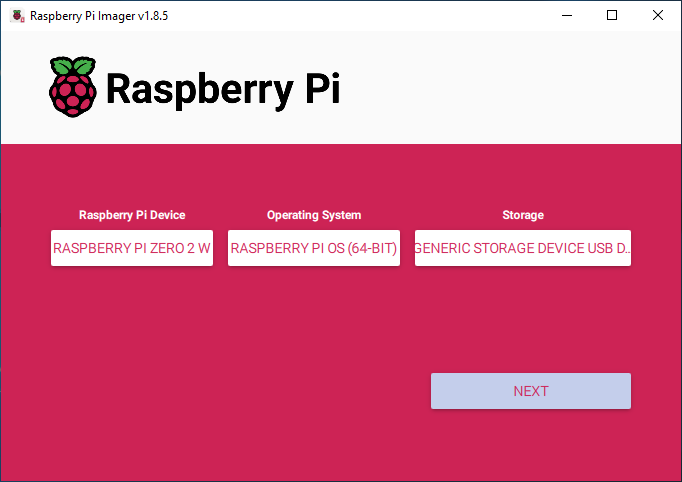 Raspberry Pi Imager v1.8.5
Raspberry Pi
Raspberry Pi Device
Operating System
Storage
RASPBERRY PI ZERO 2 W
RASPBERRY PI OS (64-BIT)
GENERIC STORAGE DEVICE USB D...
NEXT